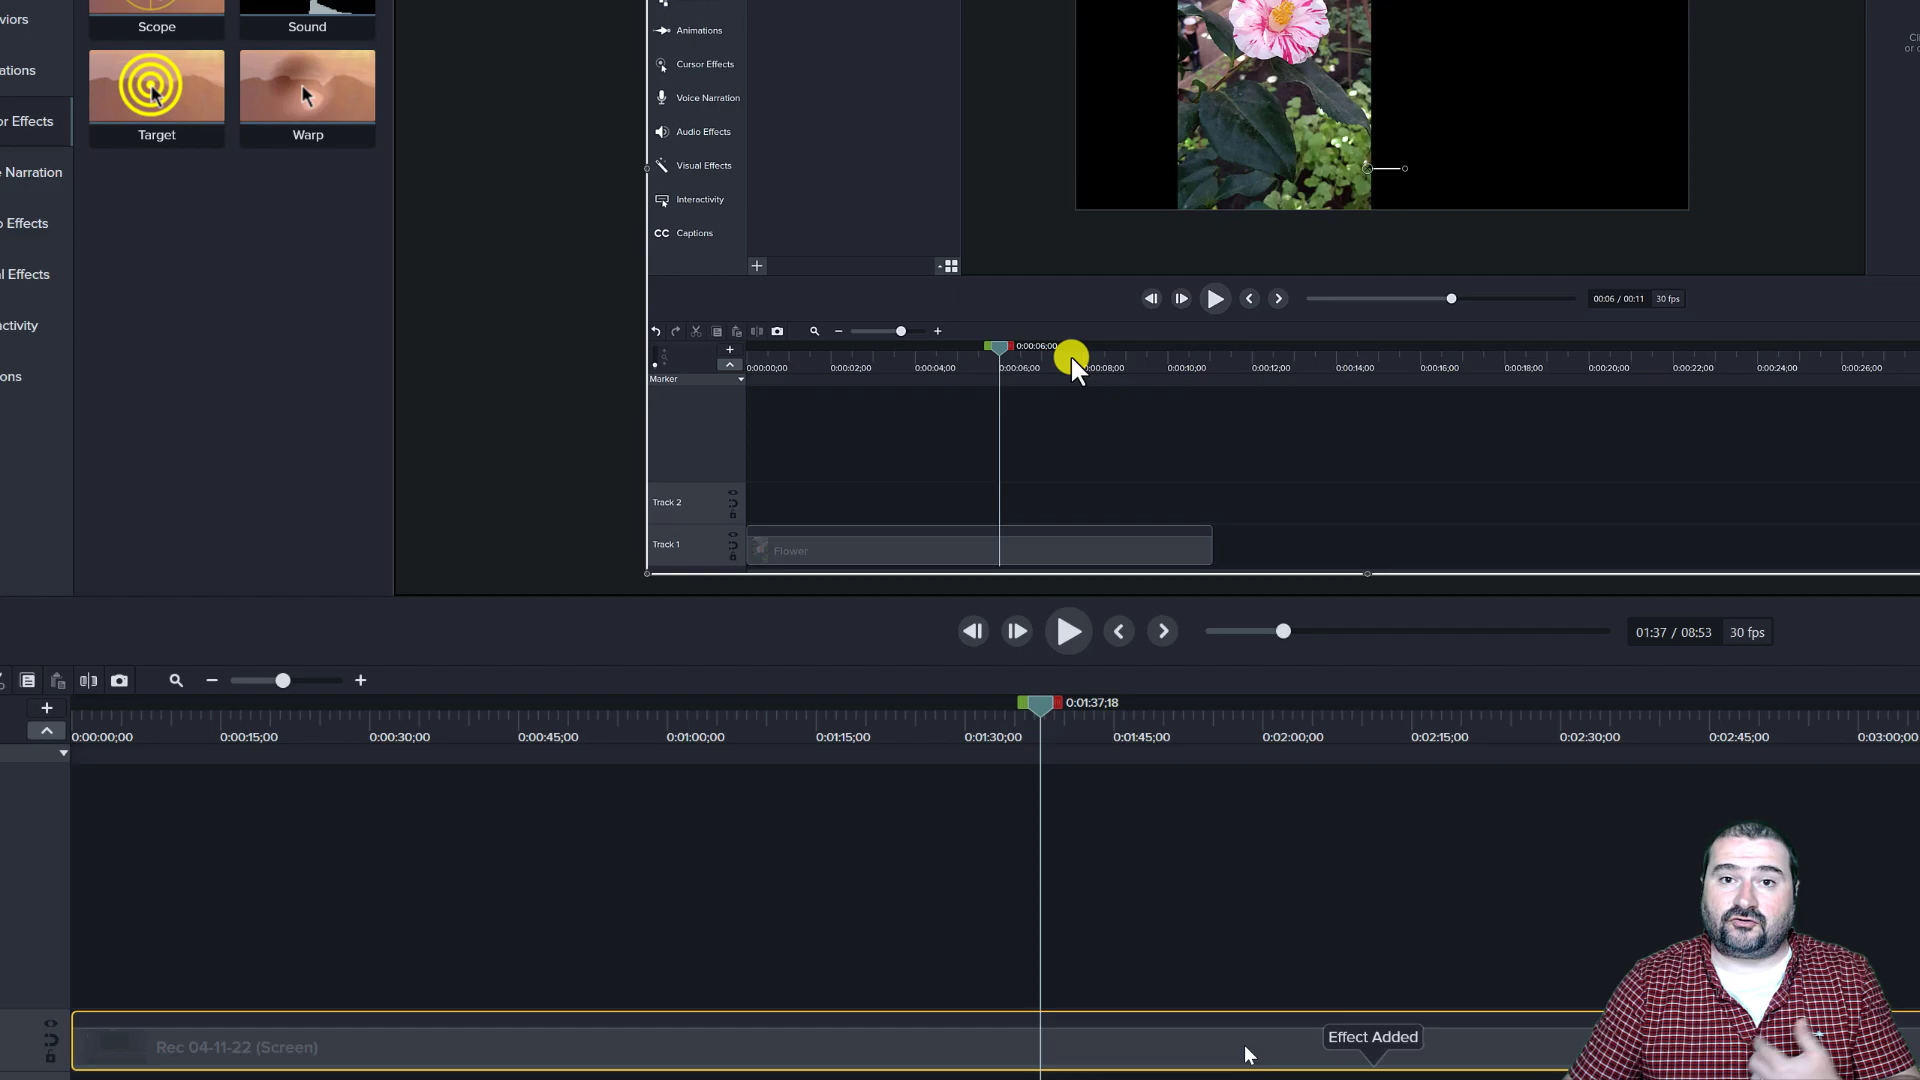 viors
Scope
Sound
ations
or Effects
Target
Warp
e Narration
o Effects
l Effects
activity
ons
Animations
Cursor Effects
Voice Narration
Audio Effects
Visual Effects
Interactivity
CC Captions
00:06 / 00:11 30 fps
0:00:06;00
0:00:00;00 0:00:02;00 0:00:04;00 0:00:06;00 0:00:08;00 0:00:10;00 0:00:12;00 0:00:14;00 0:00:16;00 0:00:18;00 0:00:20;00 0:00:22;00 0:00:24;00 0:00:26;00
Marker
Track 2
Track 1
Flower
01:37 / 08:53 30 fps
0:01:37;18
0:00:00;00 0:00:15;00 0:00:30;00 0:00:45;00 0:01:00;00 0:01:15;00 0:01:30;00 0:01:45;00 0:02:00;00 0:02:15;00 0:02:30;00 0:02:45;00 0:03:00;00
Rec 04-11-22 (Screen)
Effect Added